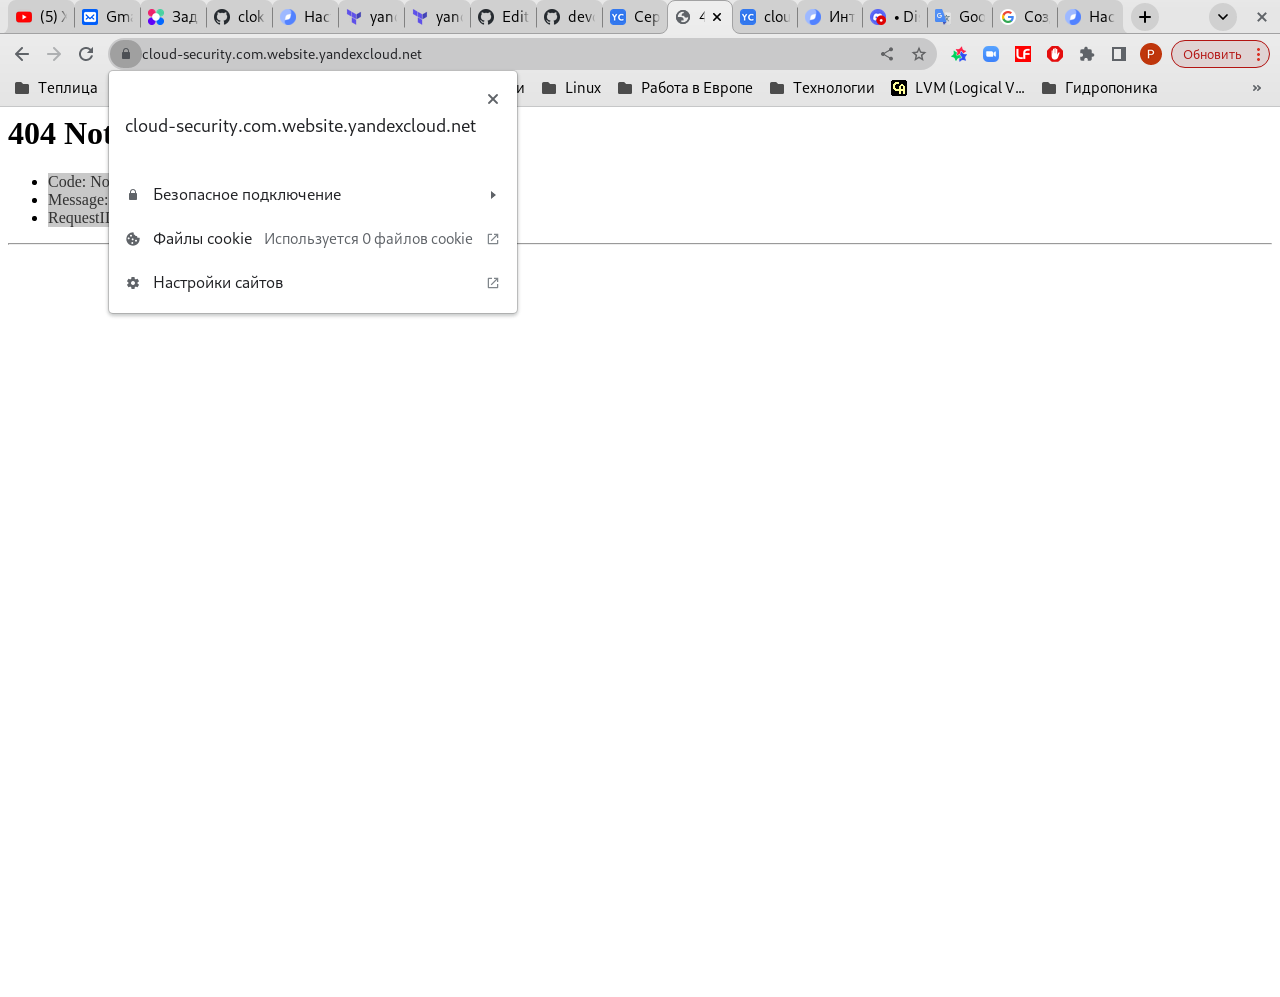 (5) Gma Зад clok Нас yan yan Edit dev Сер clou Инт • Di Goo Соз Нас
cloud-security.com.website.yandexcloud.net Р Обновить
Теплица и Linux Работа в Европе Технологии LVM (Logical V... Гидропоника »
404 Not
Code: No
Message:
RequestI
cloud-security.com.website.yandexcloud.net
Безопасное подключение
Файлы cookie Используется 0 файлов cookie
Настройки сайтов